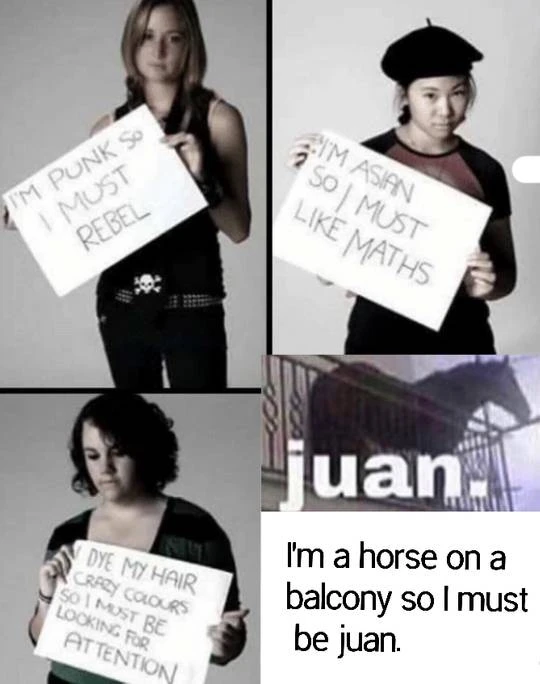 I'M PUNK SO
I MUST
REBEL
I'M ASIAN
SO I MUST
LIKE MATHS
juan.
I DYE MY HAIR
CRAZY COLOURS
SO I MUST BE
LOOKING FOR
ATTENTION
I'm a horse on a
balcony so I must
be juan.